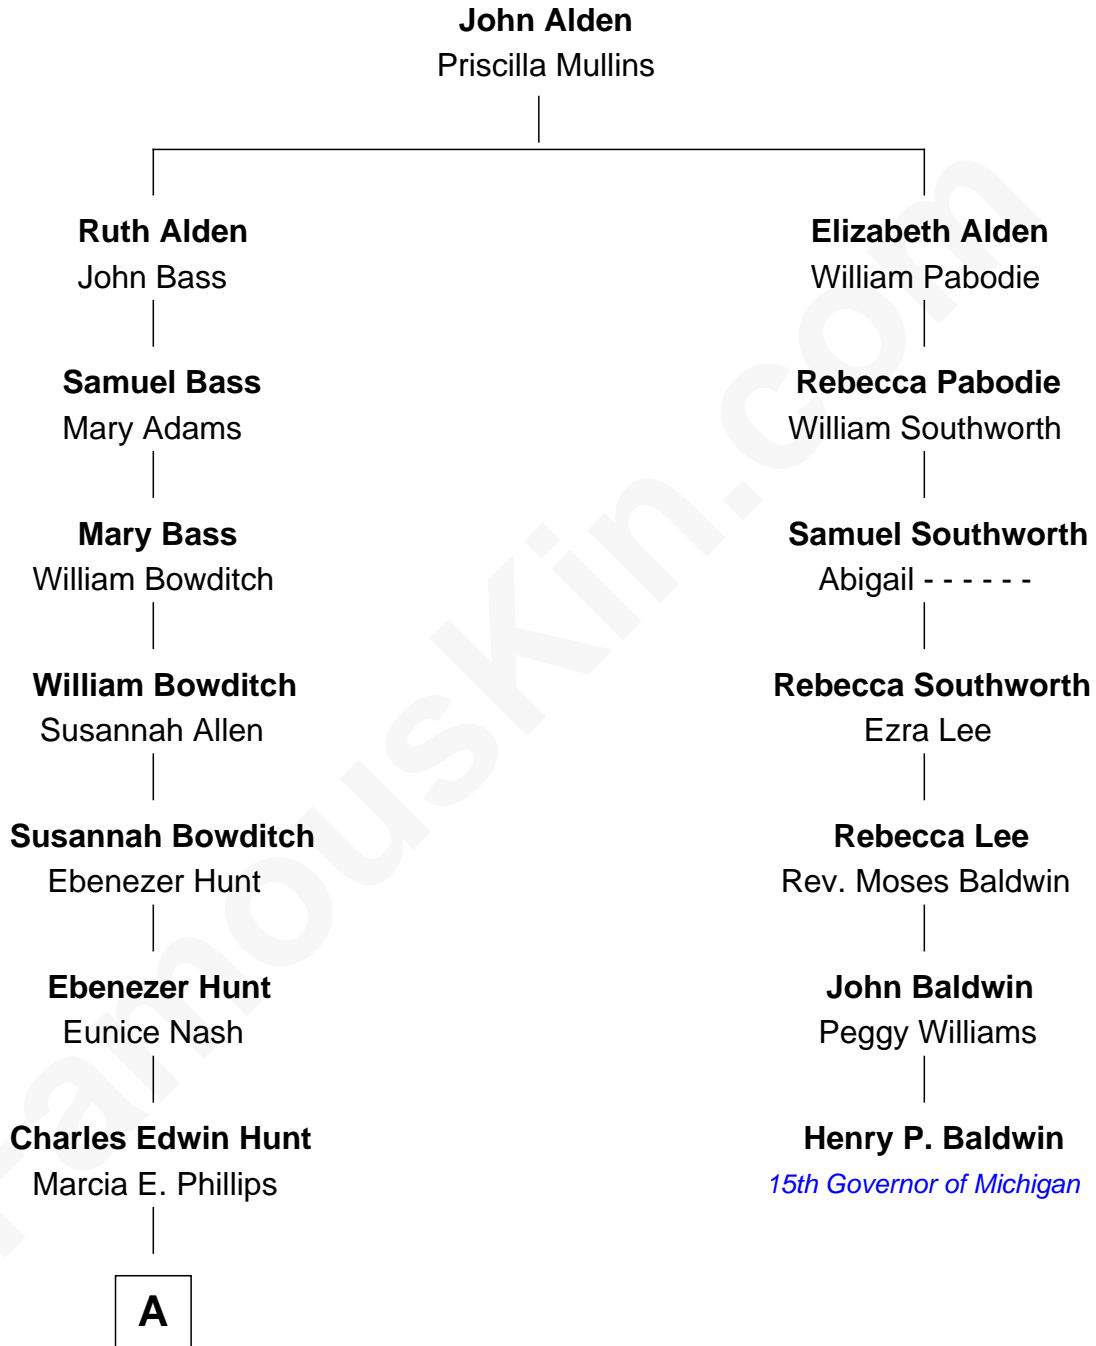 John Alden
Priscilla Mullins
Ruth Alden
John Bass
Elizabeth Alden
William Pabodie
Samuel Bass
Mary Adams
Rebecca Pabodie
William Southworth
Mary Bass
William Bowditch
Samuel Southworth
Abigail - - - - - -
William Bowditch
Susannah Allen
Rebecca Southworth
Ezra Lee
Susannah Bowditch
Ebenezer Hunt
Rebecca Lee
Rev. Moses Baldwin
Ebenezer Hunt
Eunice Nash
John Baldwin
Peggy Williams
Charles Edwin Hunt
Marcia E. Phillips
Henry P. Baldwin
15th Governor of Michigan
A
FamousKin.com